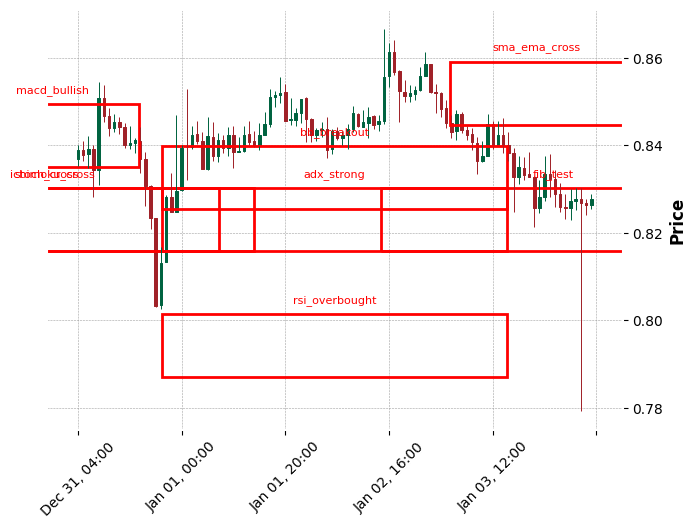 sma_ema_cross
0.86
macd_bullish
bb_breakout
0.84
stoch_cross
adx_strong
fib_test
0.82
Price
rsi_overbought
0.80
0.78
Dec 31, 04:00
Jan 01, 00:00
Jan 01, 20:00
Jan 02, 16:00
Jan 03, 12:00